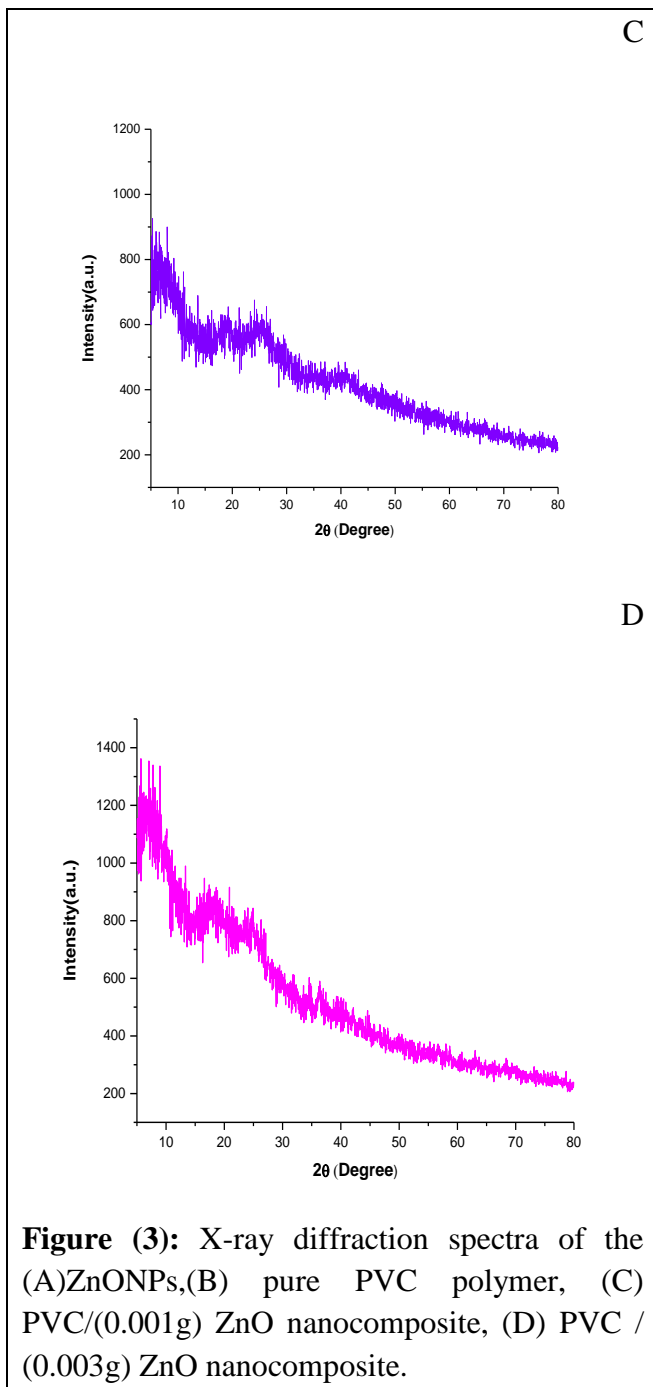 C
1200
1000
800
600
400
200
Intensity(a.u.)
10 20 30 40 50 60 70 80
2θ (Degree)
D
1400
1200
1000
800
600
400
200
Intensity(a.u.)
10 20 30 40 50 60 70 80
2θ (Degree)
Figure (3): X-ray diffraction spectra of the
(A)ZnONPs,(B) pure PVC polymer, (C)
PVC/(0.001g) ZnO nanocomposite, (D) PVC /
(0.003g) ZnO nanocomposite.